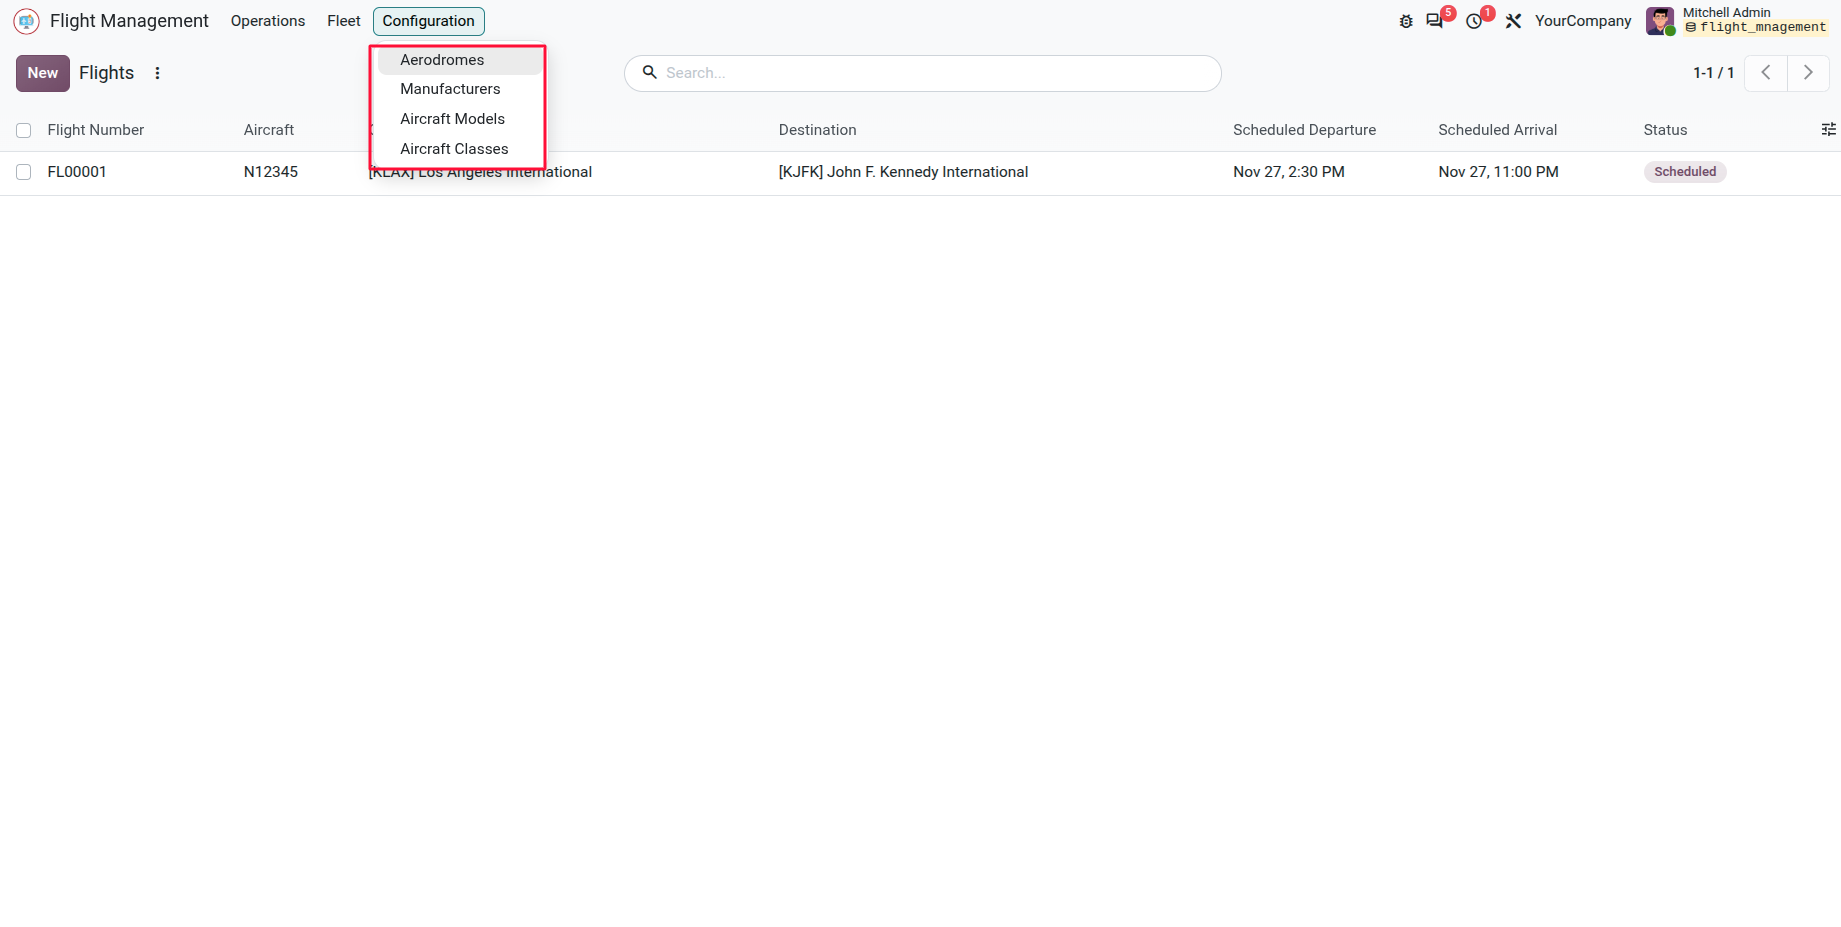 Flight Management Operations Fleet Configuration 5 1 YourCompany Mitchell Admin
flight_mnagement
Aerodromes
Manufacturers
Aircraft Models
Aircraft Classes
New Flights Search... 1-1 / 1
Flight Number Aircraft Destination Scheduled Departure Scheduled Arrival Status
FL00001 N12345 [KLAX] Los Angeles International [KJFK] John F. Kennedy International Nov 27, 2:30 PM Nov 27, 11:00 PM Scheduled